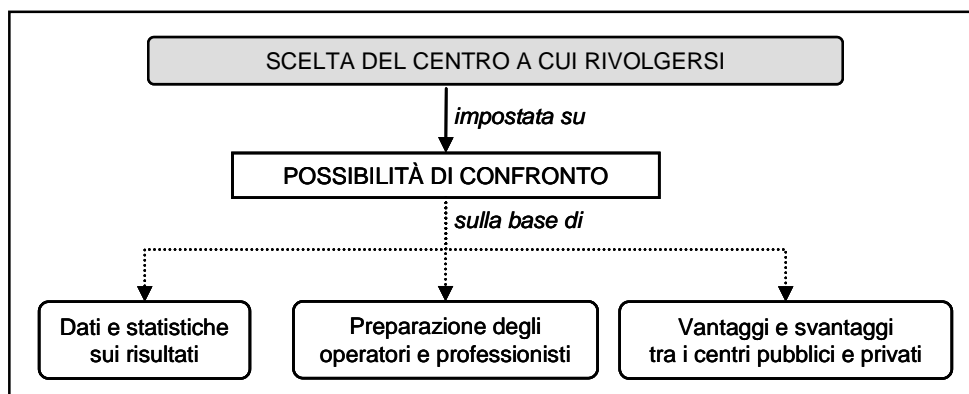 SCELTA DEL CENTRO A CUI RIVOLGERSI
impostata su
POSSIBILITÀ DI CONFRONTO
sulla base di
Dati e statistiche
sui risultati
Preparazione degli
operatori e professionisti
Vantaggi e svantaggi
tra i centri pubblici e privati